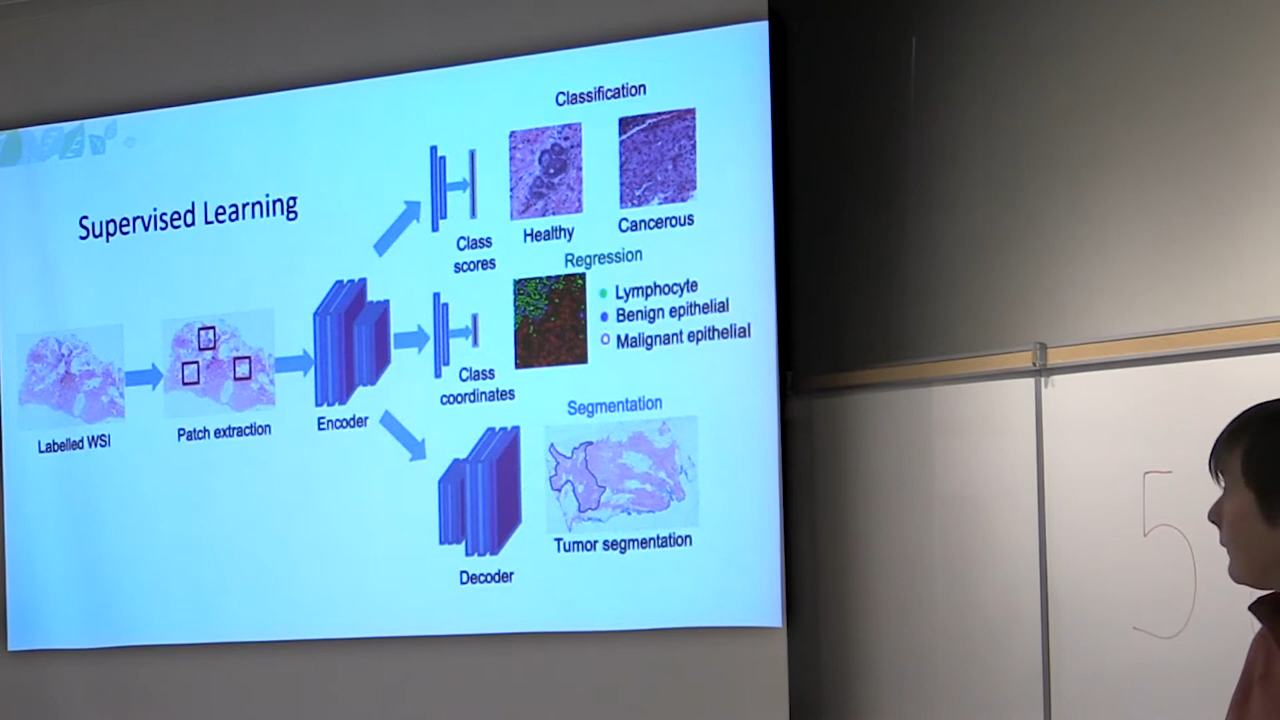 Supervised Learning
Labelled WSI
Patch extraction
Encoder
Classification
Class
scores
Healthy
Cancerous
Regression
Class
coordinates
Lymphocyte
Benign epithelial
Malignant epithelial
Segmentation
Decoder
Tumor segmentation
5